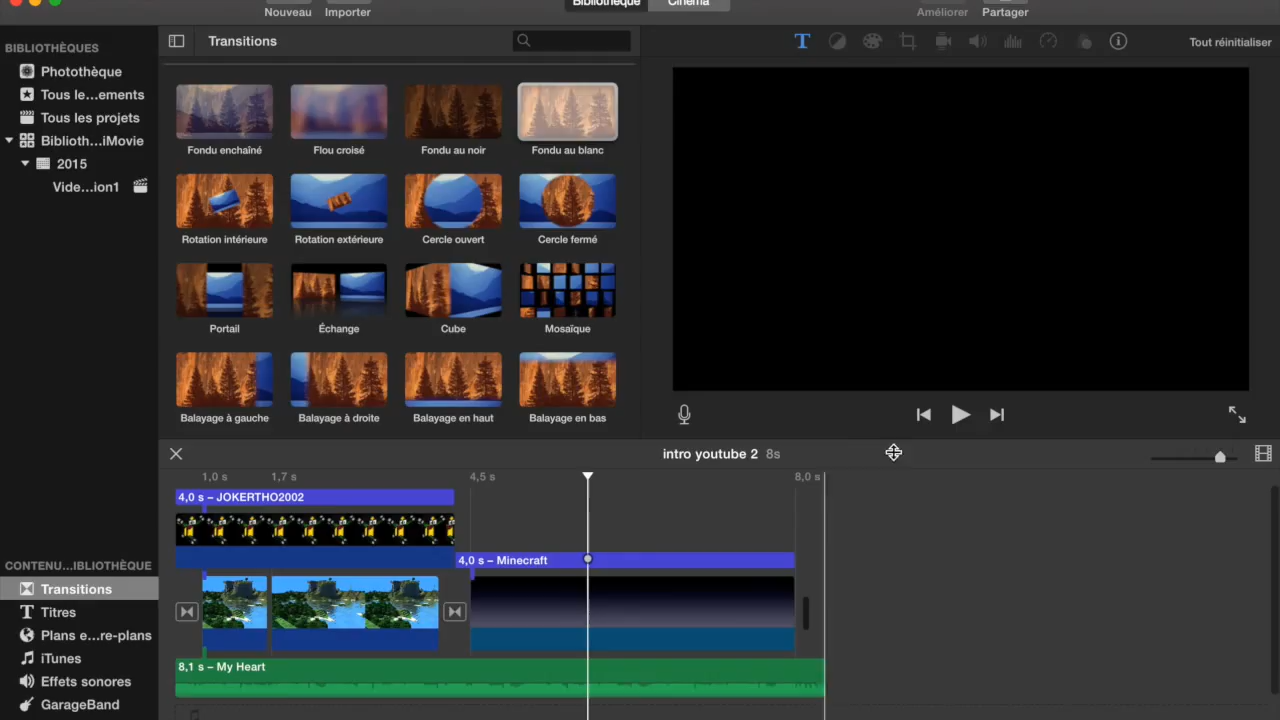 Nouveau
Importer
Bibliothèque
Cinéma
Améliorer
Partager
BIBLIOTHÈQUES
Photothèque
Tous le...ements
Tous les projets
Biblioth...iMovie
2015
Vide...ion1
Transitions
Tout réinitialiser
Fondu enchaîné
Flou croisé
Fondu au noir
Fondu au blanc
Rotation intérieure
Rotation extérieure
Cercle ouvert
Cercle fermé
Portail
Échange
Cube
Mosaïque
Balayage à gauche
Balayage à droite
Balayage en haut
Balayage en bas
intro youtube 2 8s
1,0 s
1,7 s
4,5 s
8,0 s
4,0 s – JOKERTHO2002
4,0 s – Minecraft
8,1 s – My Heart
CONTENU...IBLIOTHÈQUE
Transitions
Titres
Plans e...re-plans
iTunes
Effets sonores
GarageBand